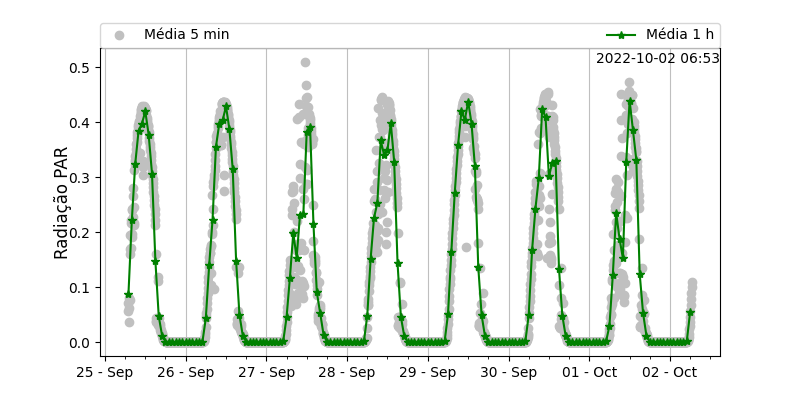 Média 5 min
Média 1 h
2022-10-02 06:53
Radiação PAR
0.5
0.4
0.3
0.2
0.1
0.0
25 - Sep
26 - Sep
27 - Sep
28 - Sep
29 - Sep
30 - Sep
01 - Oct
02 - Oct